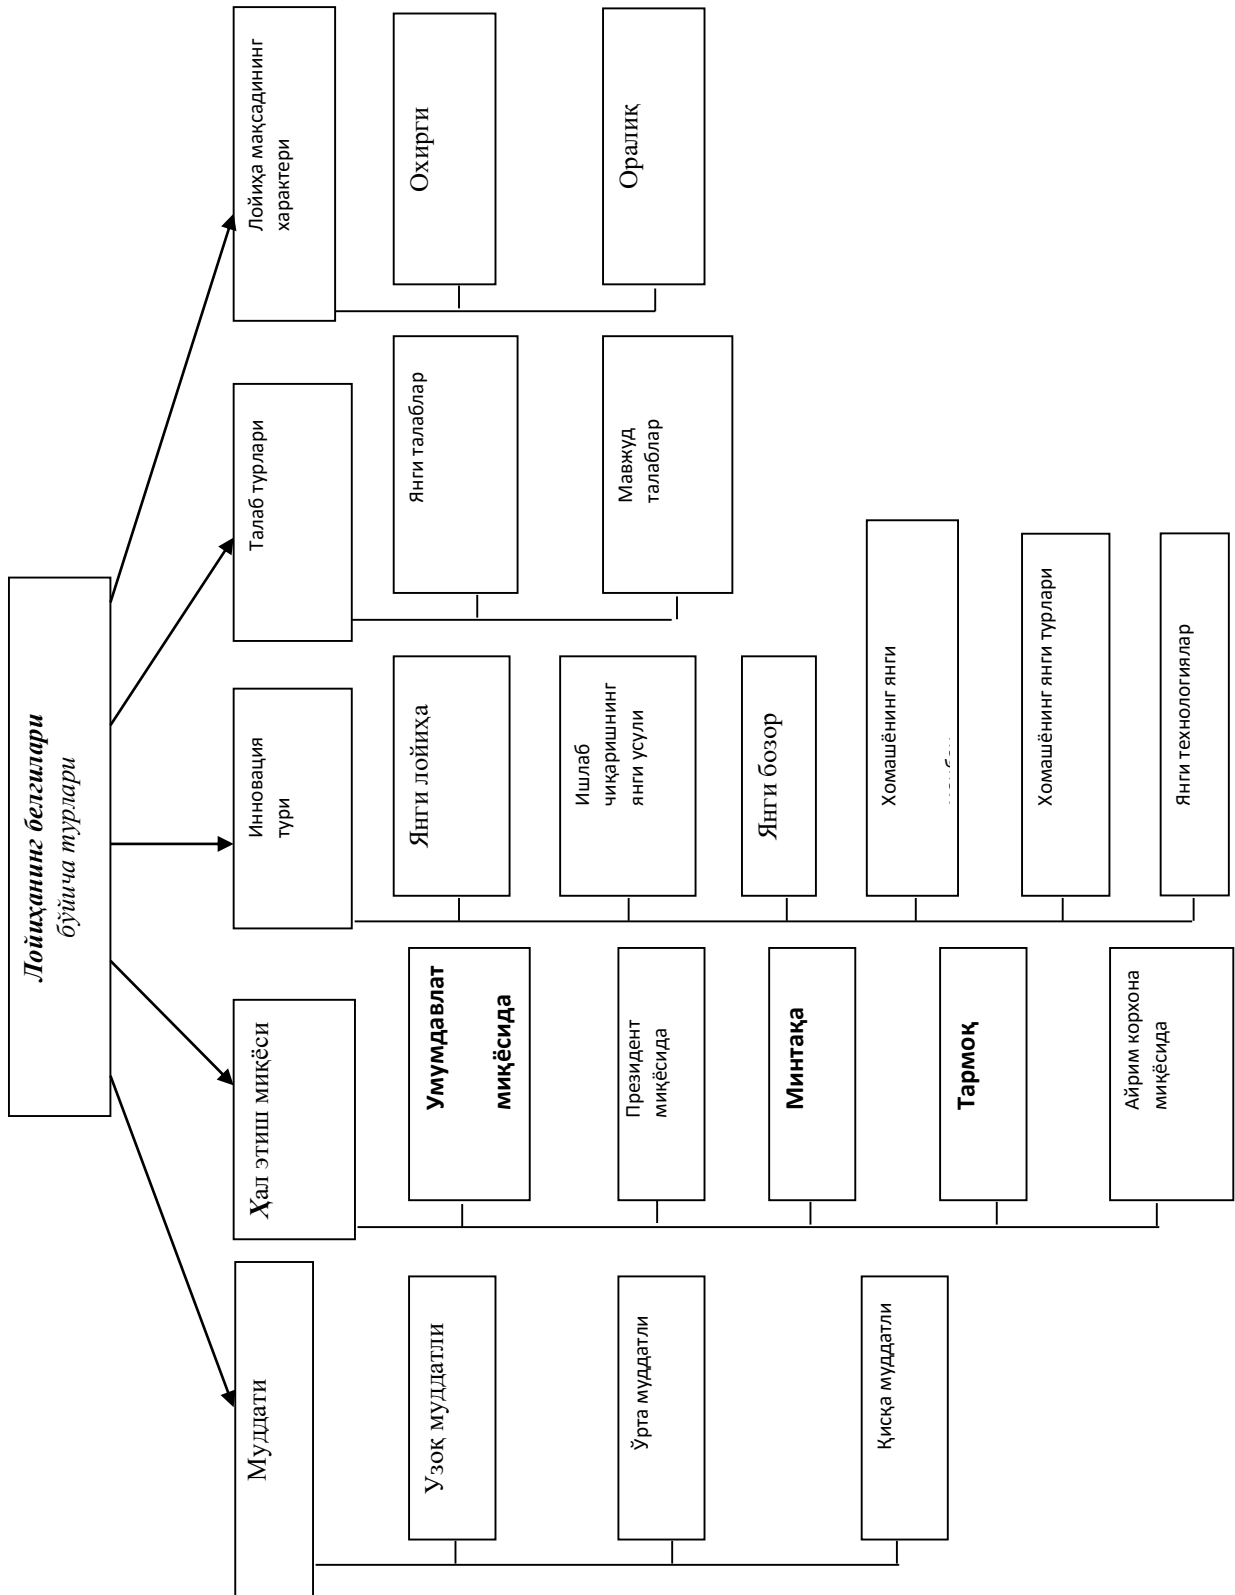 Лойиҳанинг белгилари
бўйича турлари
Муддати
Узоқ муддатли
Ўрта муддатли
Қисқа муддатли
Ҳал этиш миқёси
Умумдавлат
миқёсида
Президент
миқёсида
Минтақа
Тармоқ
Айрим корхона
миқёсида
Инновация
тури
Янги лойиҳа
Ишлаб
чиқаришнинг
янги усули
Янги бозор
Хомашёнинг янги
Хомашёнинг янги турлари
Янги технологиялар
Талаб турлари
Янги талаблар
Мавжуд
талаблар
Лойиҳа мақсадининг
характери
Охирги
Оралиқ